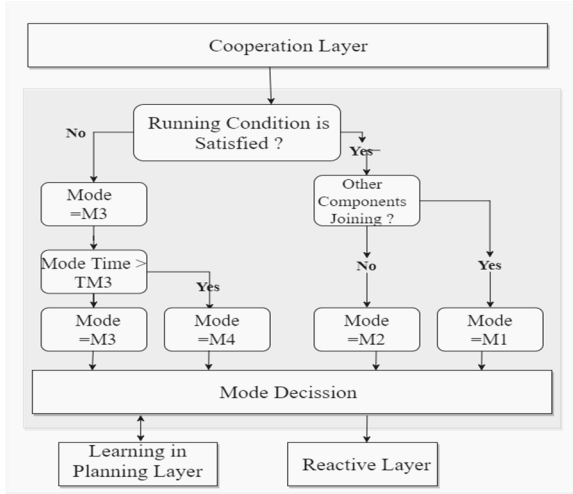 Cooperation Layer
Running Condition is
Satisfied ?
No
Yes
Mode
=M3
Other
Components
Joining ?
Mode Time >
TM3
Yes
No
Yes
Mode
=M3
Mode
=M4
Mode
=M2
Mode
=M1
Mode Decission
Learning in
Planning Layer
Reactive Layer